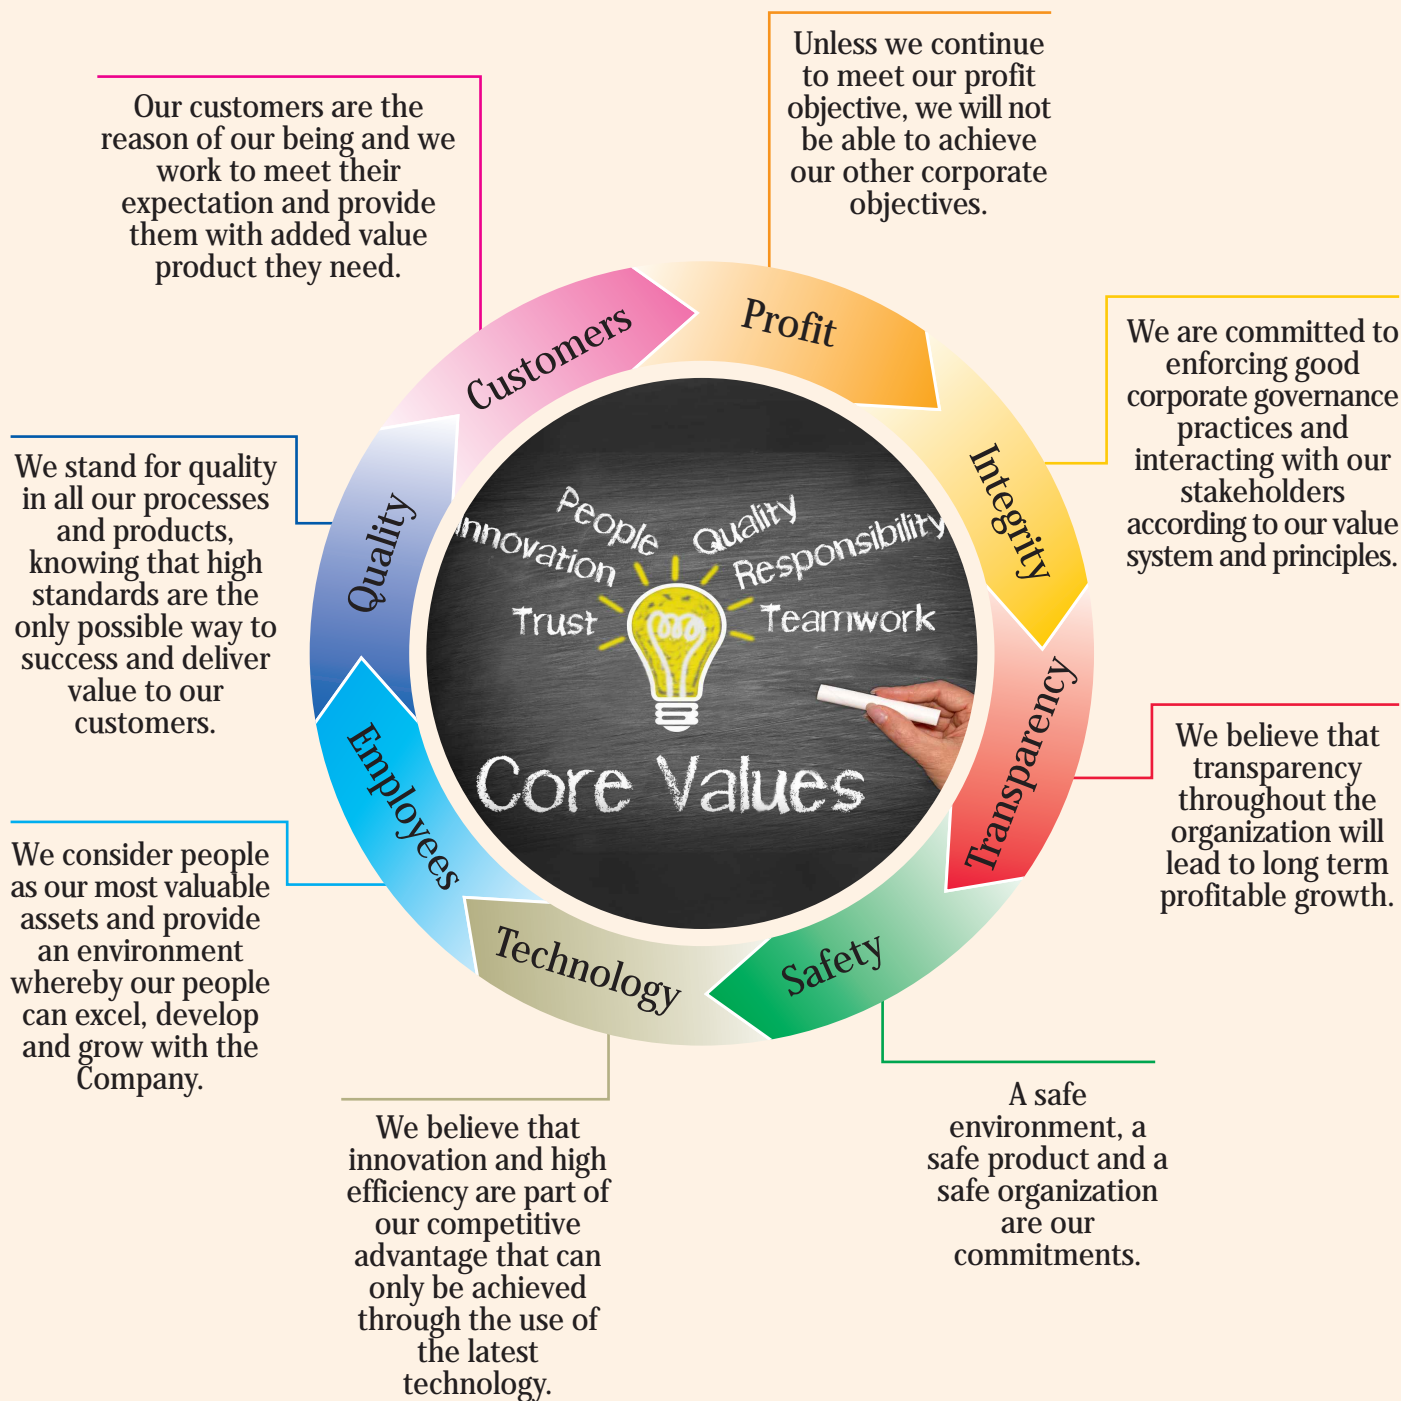 Unless we continue
to meet our profit
objective, we will not
be able to achieve
our other corporate
objectives.
Our customers are the
reason of our being and we
work to meet their
expectation and provide
them with added value
product they need.
Customers
Profit
We are committed to
enforcing good
corporate governance
practices and
interacting with our
stakeholders
according to our value
system and principles.
Integrity
We stand for quality
in all our processes
and products,
knowing that high
standards are the
only possible way to
success and deliver
value to our
customers.
Quality
People
Quality
Innovation
Responsibility
Trust
Teamwork
Core Values
Transparency
We believe that
transparency
throughout the
organization will
lead to long term
profitable growth.
Employees
We consider people
as our most valuable
assets and provide
an environment
whereby our people
can excel, develop
and grow with the
Company.
Technology
Safety
We believe that
innovation and high
efficiency are part of
our competitive
advantage that can
only be achieved
through the use of
the latest
technology.
A safe
environment, a
safe product and a
safe organization
are our
commitments.